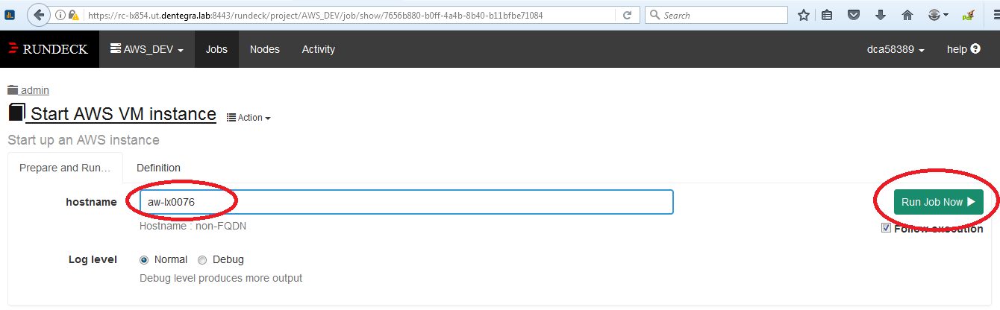 https://rc-lx854.ut.dentegra.lab:8443/rundeck/project/AWS_DEV/job/show/7656b880-b0ff-4a4b-8b40-b11bfbe71084 Search
RUNDECK AWS_DEV Jobs Nodes Activity dca58389 help
admin
Start AWS VM instance Action
Start up an AWS instance
Prepare and Run… Definition
hostname aw-lx0076 Run Job Now
Hostname : non-FQDN Follow execution
Log level Normal Debug
Debug level produces more output